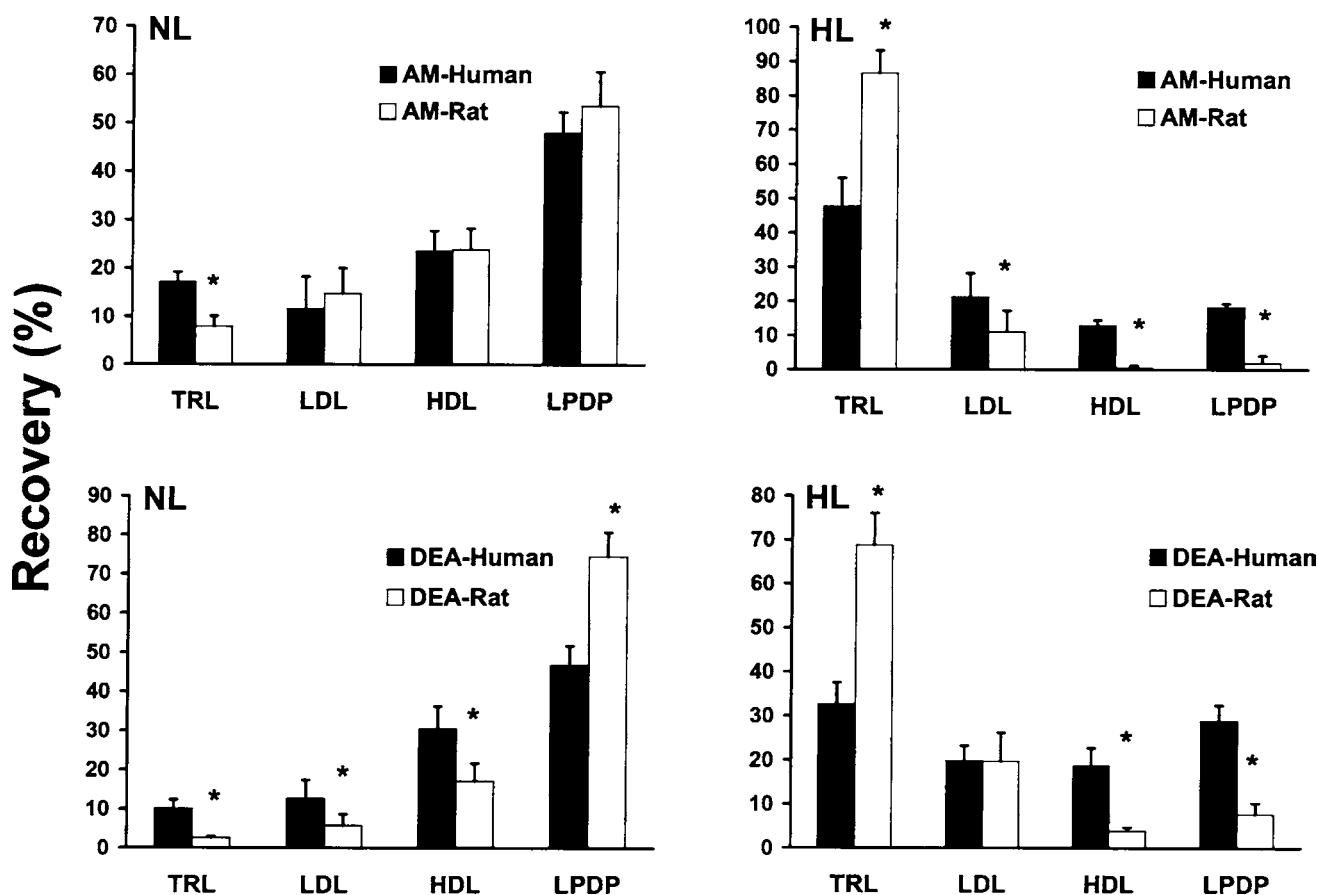 Recovery (%)
NL
AM-Human
AM-Rat
70
60
50
40
30
20
10
0
*
TRL LDL HDL LPDP
HL
AM-Human
AM-Rat
100
90
80
70
60
50
40
30
20
10
0
* * * *
TRL LDL HDL LPDP
NL
DEA-Human
DEA-Rat
90
80
70
60
50
40
30
20
10
0
* * * *
TRL LDL HDL LPDP
HL
DEA-Human
DEA-Rat
80
70
60
50
40
30
20
10
0
* * *
TRL LDL HDL LPDP